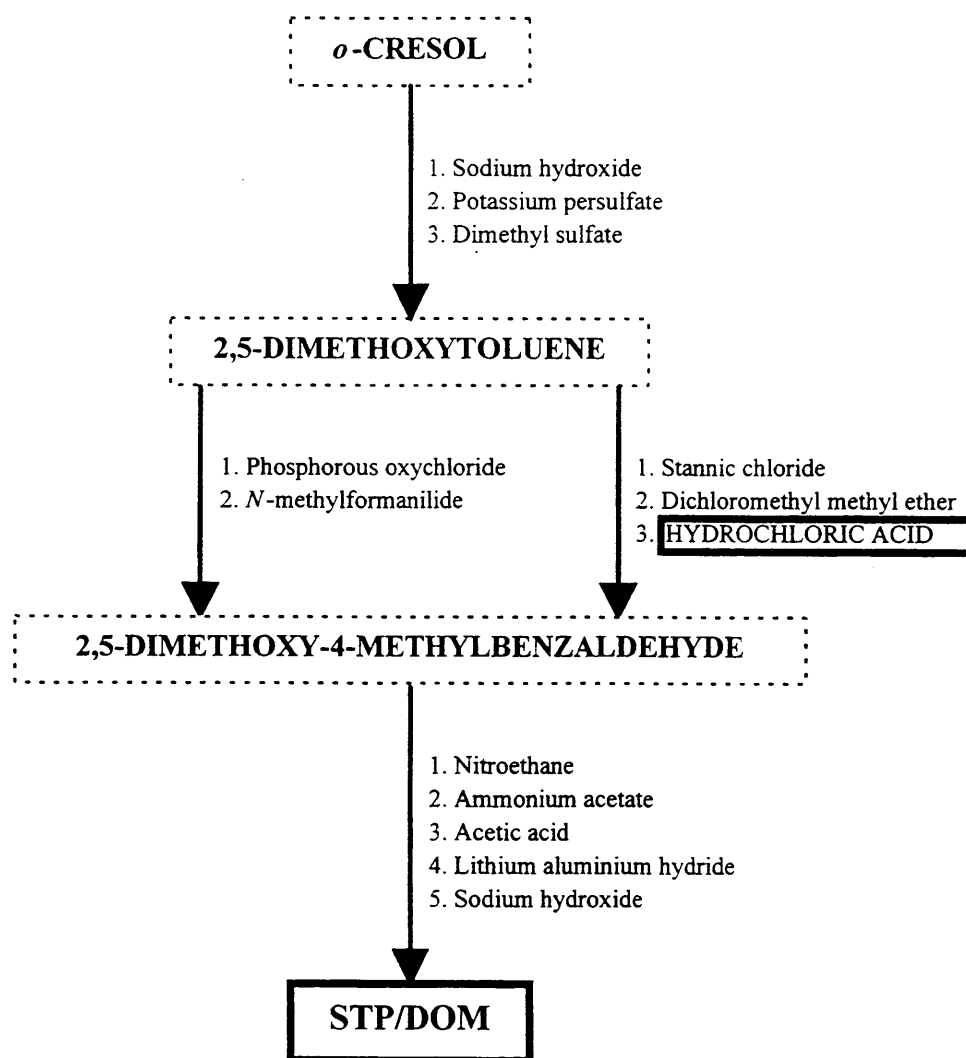 o-CRESOL
1. Sodium hydroxide
2. Potassium persulfate
3. Dimethyl sulfate
2,5-DIMETHOXYTOLUENE
1. Phosphorous oxychloride
2. N-methylformanilide
1. Stannic chloride
2. Dichloromethyl methyl ether
3. HYDROCHLORIC ACID
2,5-DIMETHOXY-4-METHYLBENZALDEHYDE
1. Nitroethane
2. Ammonium acetate
3. Acetic acid
4. Lithium aluminium hydride
5. Sodium hydroxide
STP/DOM